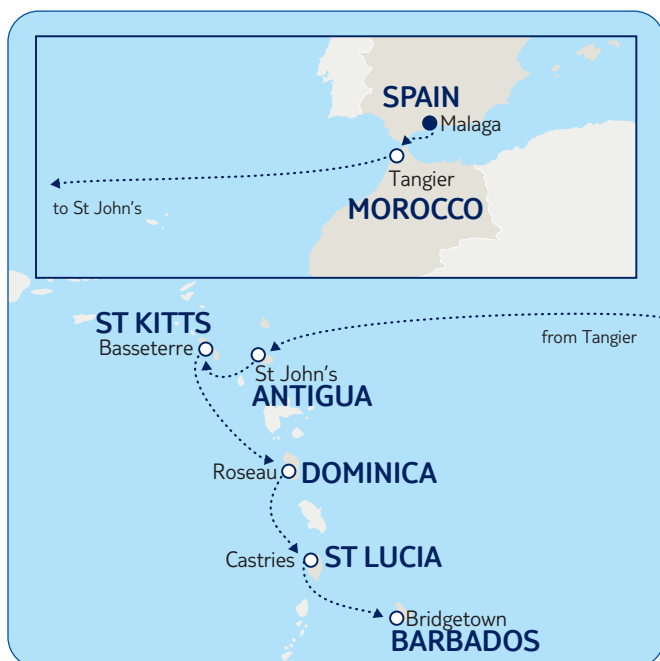 SPAIN
Malaga
Tangier
to St John's
MOROCCO
ST KITTS
from Tangier
Basseterre
St John's
ANTIGUA
Roseau
DOMINICA
Castries
ST LUCIA
Bridgetown
BARBADOS